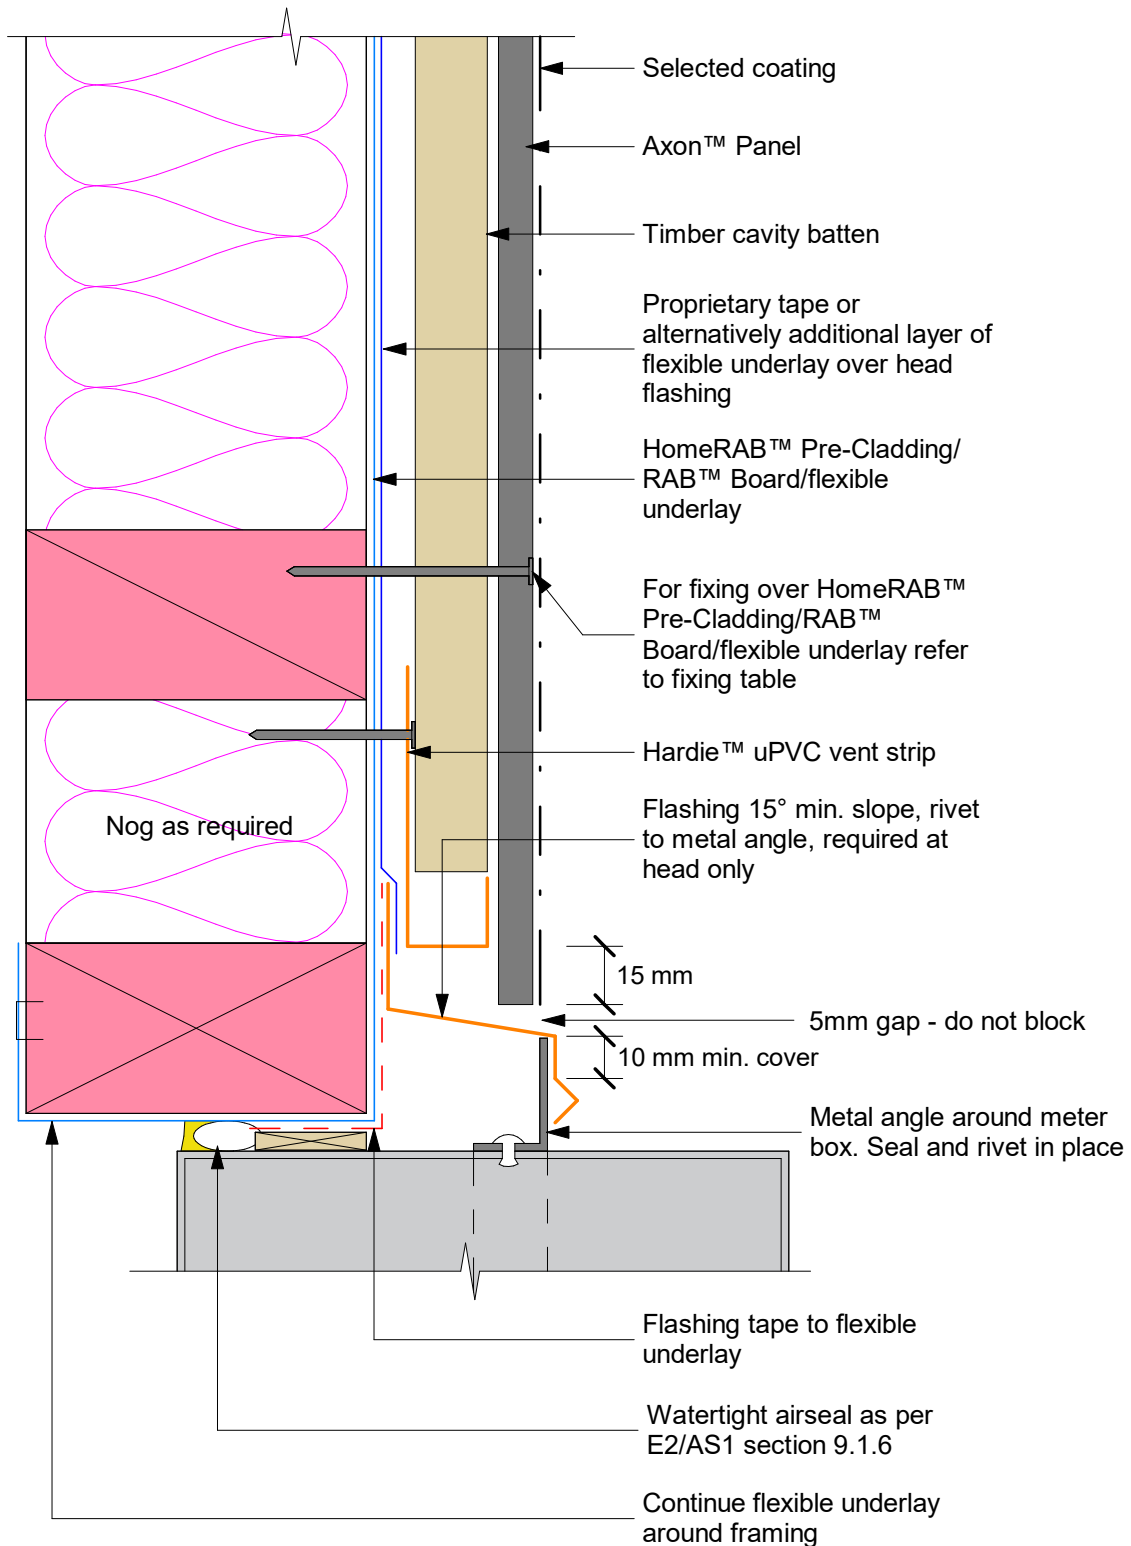 Selected coating
Axon™ Panel
Timber cavity batten
Proprietary tape or
alternatively additional layer of
flexible underlay over head
flashing
HomeRAB™ Pre-Cladding/
RAB™ Board/flexible
underlay
For fixing over HomeRAB™
Pre-Cladding/RAB™
Board/flexible underlay refer
to fixing table
Hardie™ uPVC vent strip
Flashing 15° min. slope, rivet
to metal angle, required at
head only
Nog as required
15 mm
5mm gap - do not block
10 mm min. cover
Metal angle around meter
box. Seal and rivet in place
Flashing tape to flexible
underlay
Watertight airseal as per
E2/AS1 section 9.1.6
Continue flexible underlay
around framing